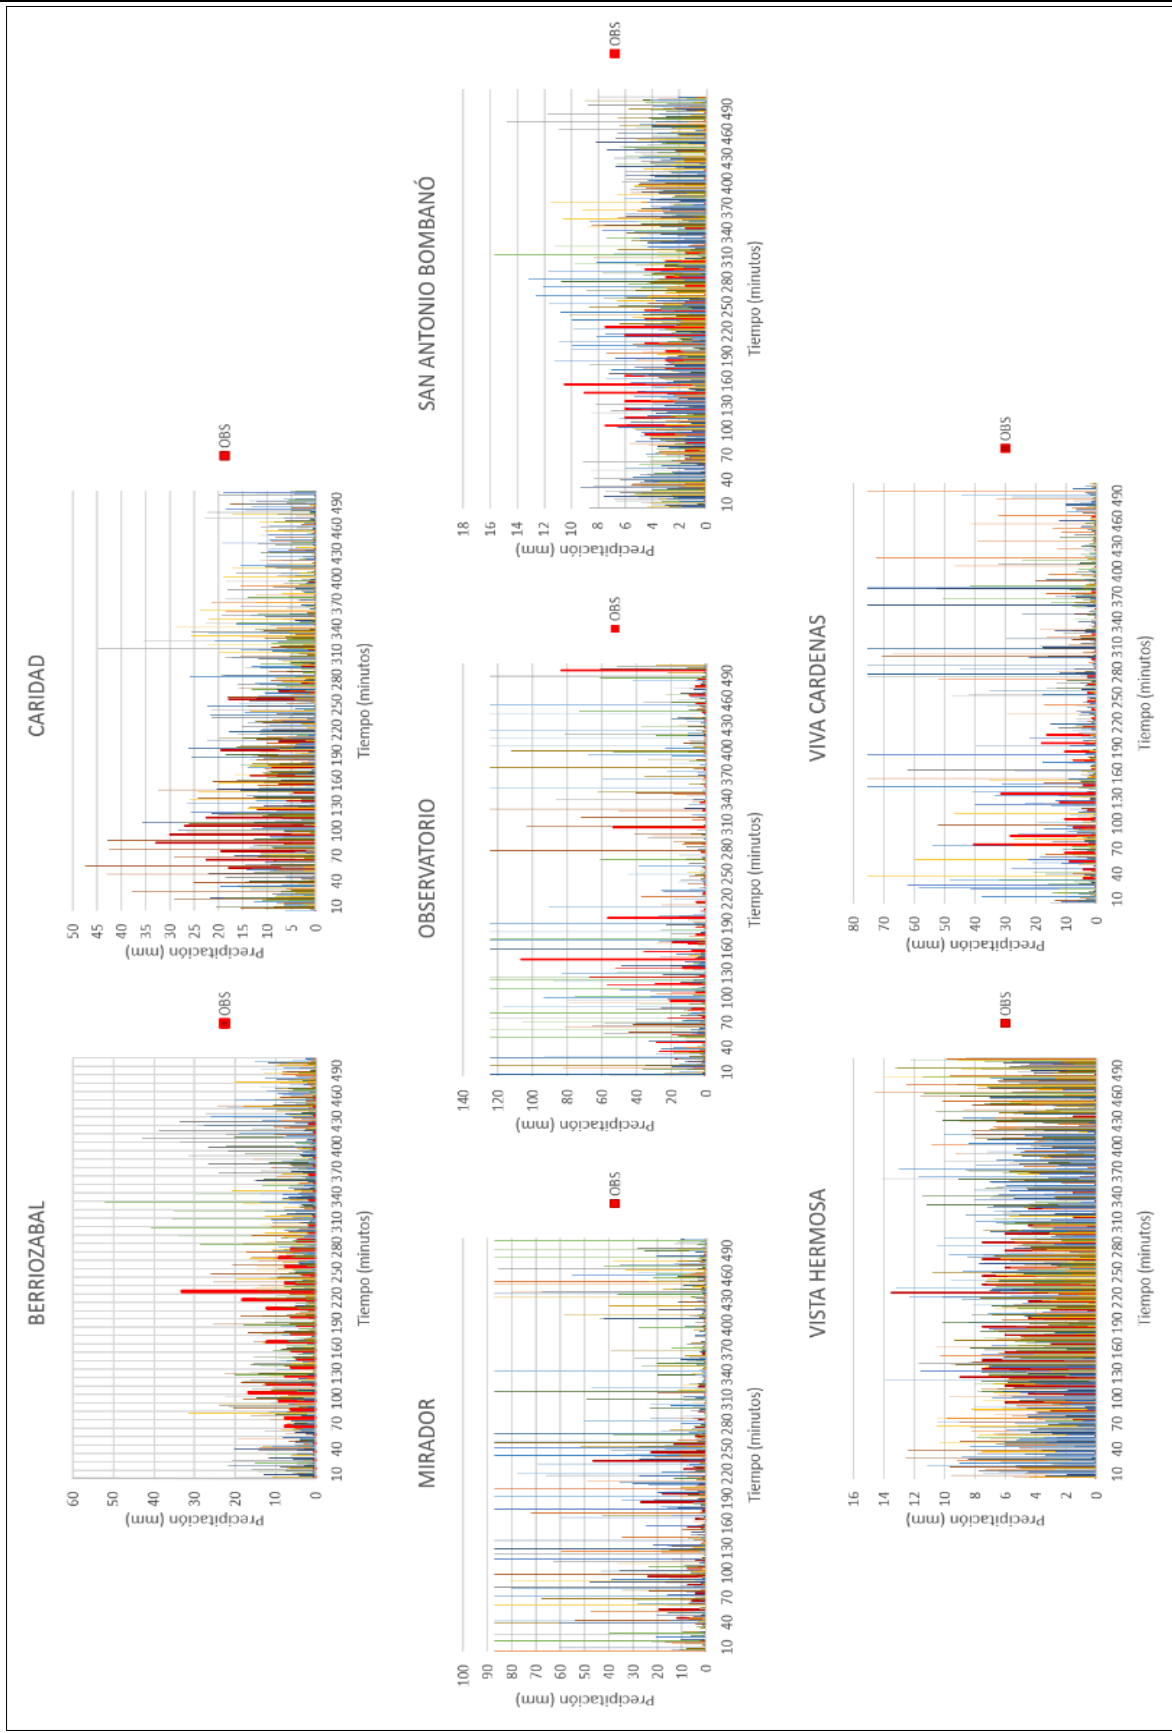 BERRIOZABAL
Precipitación (mm)
60
50
40
30
20
10
0
10 40 70 100 130 160 190 220 250 280 310 340 370 400 430 460 490
Tiempo (minutos)
OBS
CARIDAD
Precipitación (mm)
50
45
40
35
30
25
20
15
10
5
0
10 40 70 100 130 160 190 220 250 280 310 340 370 400 430 460 490
Tiempo (minutos)
OBS
MIRADOR
Precipitación (mm)
100
90
80
70
60
50
40
30
20
10
0
10 40 70 100 130 160 190 220 250 280 310 340 370 400 430 460 490
Tiempo (minutos)
OBS
OBSERVATORIO
Precipitación (mm)
140
120
100
80
60
40
20
0
10 40 70 100 130 160 190 220 250 280 310 340 370 400 430 460 490
Tiempo (minutos)
OBS
SAN ANTONIO BOMBANÓ
Precipitación (mm)
18
16
14
12
10
8
6
4
2
0
10 40 70 100 130 160 190 220 250 280 310 340 370 400 430 460 490
Tiempo (minutos)
OBS
VISTA HERMOSA
Precipitación (mm)
16
14
12
10
8
6
4
2
0
10 40 70 100 130 160 190 220 250 280 310 340 370 400 430 460 490
Tiempo (minutos)
OBS
VIVA CARDENAS
Precipitación (mm)
80
70
60
50
40
30
20
10
0
10 40 70 100 130 160 190 220 250 280 310 340 370 400 430 460 490
Tiempo (minutos)
OBS